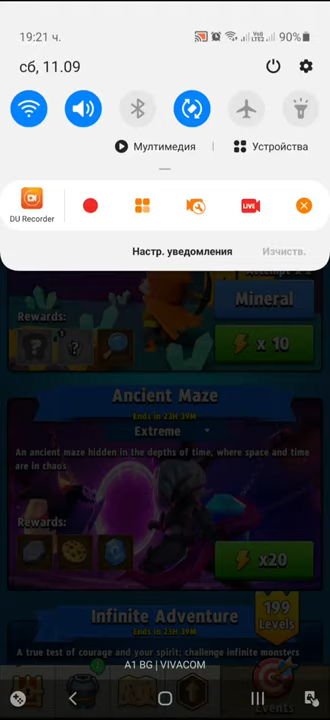 19:21 ч.
90%
сб, 11.09
Мултимедия
Устройства
DU Recorder
LIVE
Настр. уведомления
Изчиств.
Mineral
Rewards:
x 10
Ancient Maze
Ends in 23H 39M
Extreme
An ancient maze hidden in the depths of time, where space and time
are in chaos
Rewards:
x20
199
Levels
Infinite Adventure
Ends in 23H 39M
A true test of courage and your spirit; challenge infinite monsters
A1 BG | VIVACOM
Events